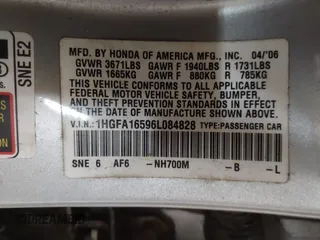 SNE E2
MFD. BY HONDA OF AMERICA MFG., INC. 04/06
GVWR 3671LBS GAWR F 1940LBS R 1731LBS
GVWR 1665KG GAWR F 880KG R 785KG
THIS VEHICLE CONFORMS TO ALL APPLICABLE
FEDERAL MOTOR VEHICLE SAFETY, BUMPER,
AND THEFT PREVENTION STANDARDS IN EFFECT ON
THE DATE OF MANUFACTURE SHOWN ABOVE.
V.I.N.: 1HGFA16596L084828 TYPE: PASSENGER CAR
SNE 6 AF6 -NH700M -B -L